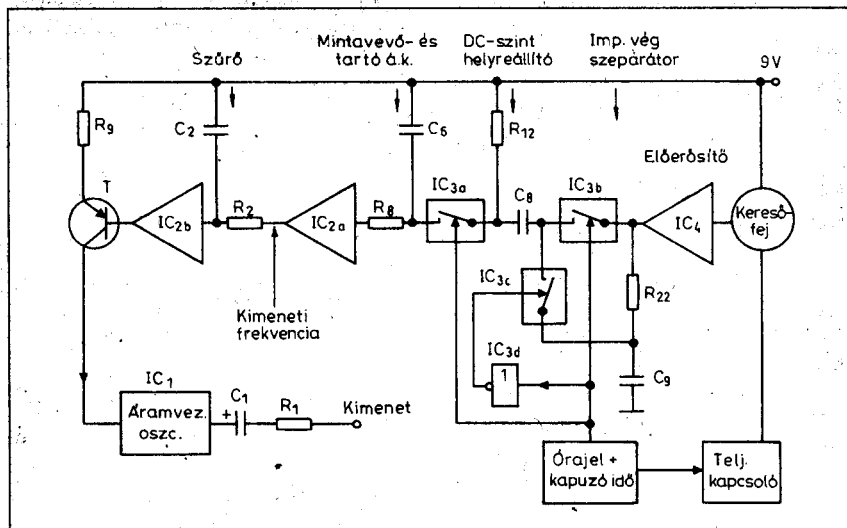 Szűrő
Mintavevő- és
tartó á.k.
DC-szint
helyreállító
Imp. vég
szeparátor
9V
R9
C2
C6
R12
Előerősítő
T
IC3a
C8
IC3b
IC2b
R2
IC2a
R8
IC4
Kereső-
fej
IC3c
R22
Kimeneti
frekvencia
IC3d
1
C9
IC1
Áramvez.
oszc.
+
C1
R1
Kimenet
Órajel +
kapuzó idő
Telj.
kapcsoló